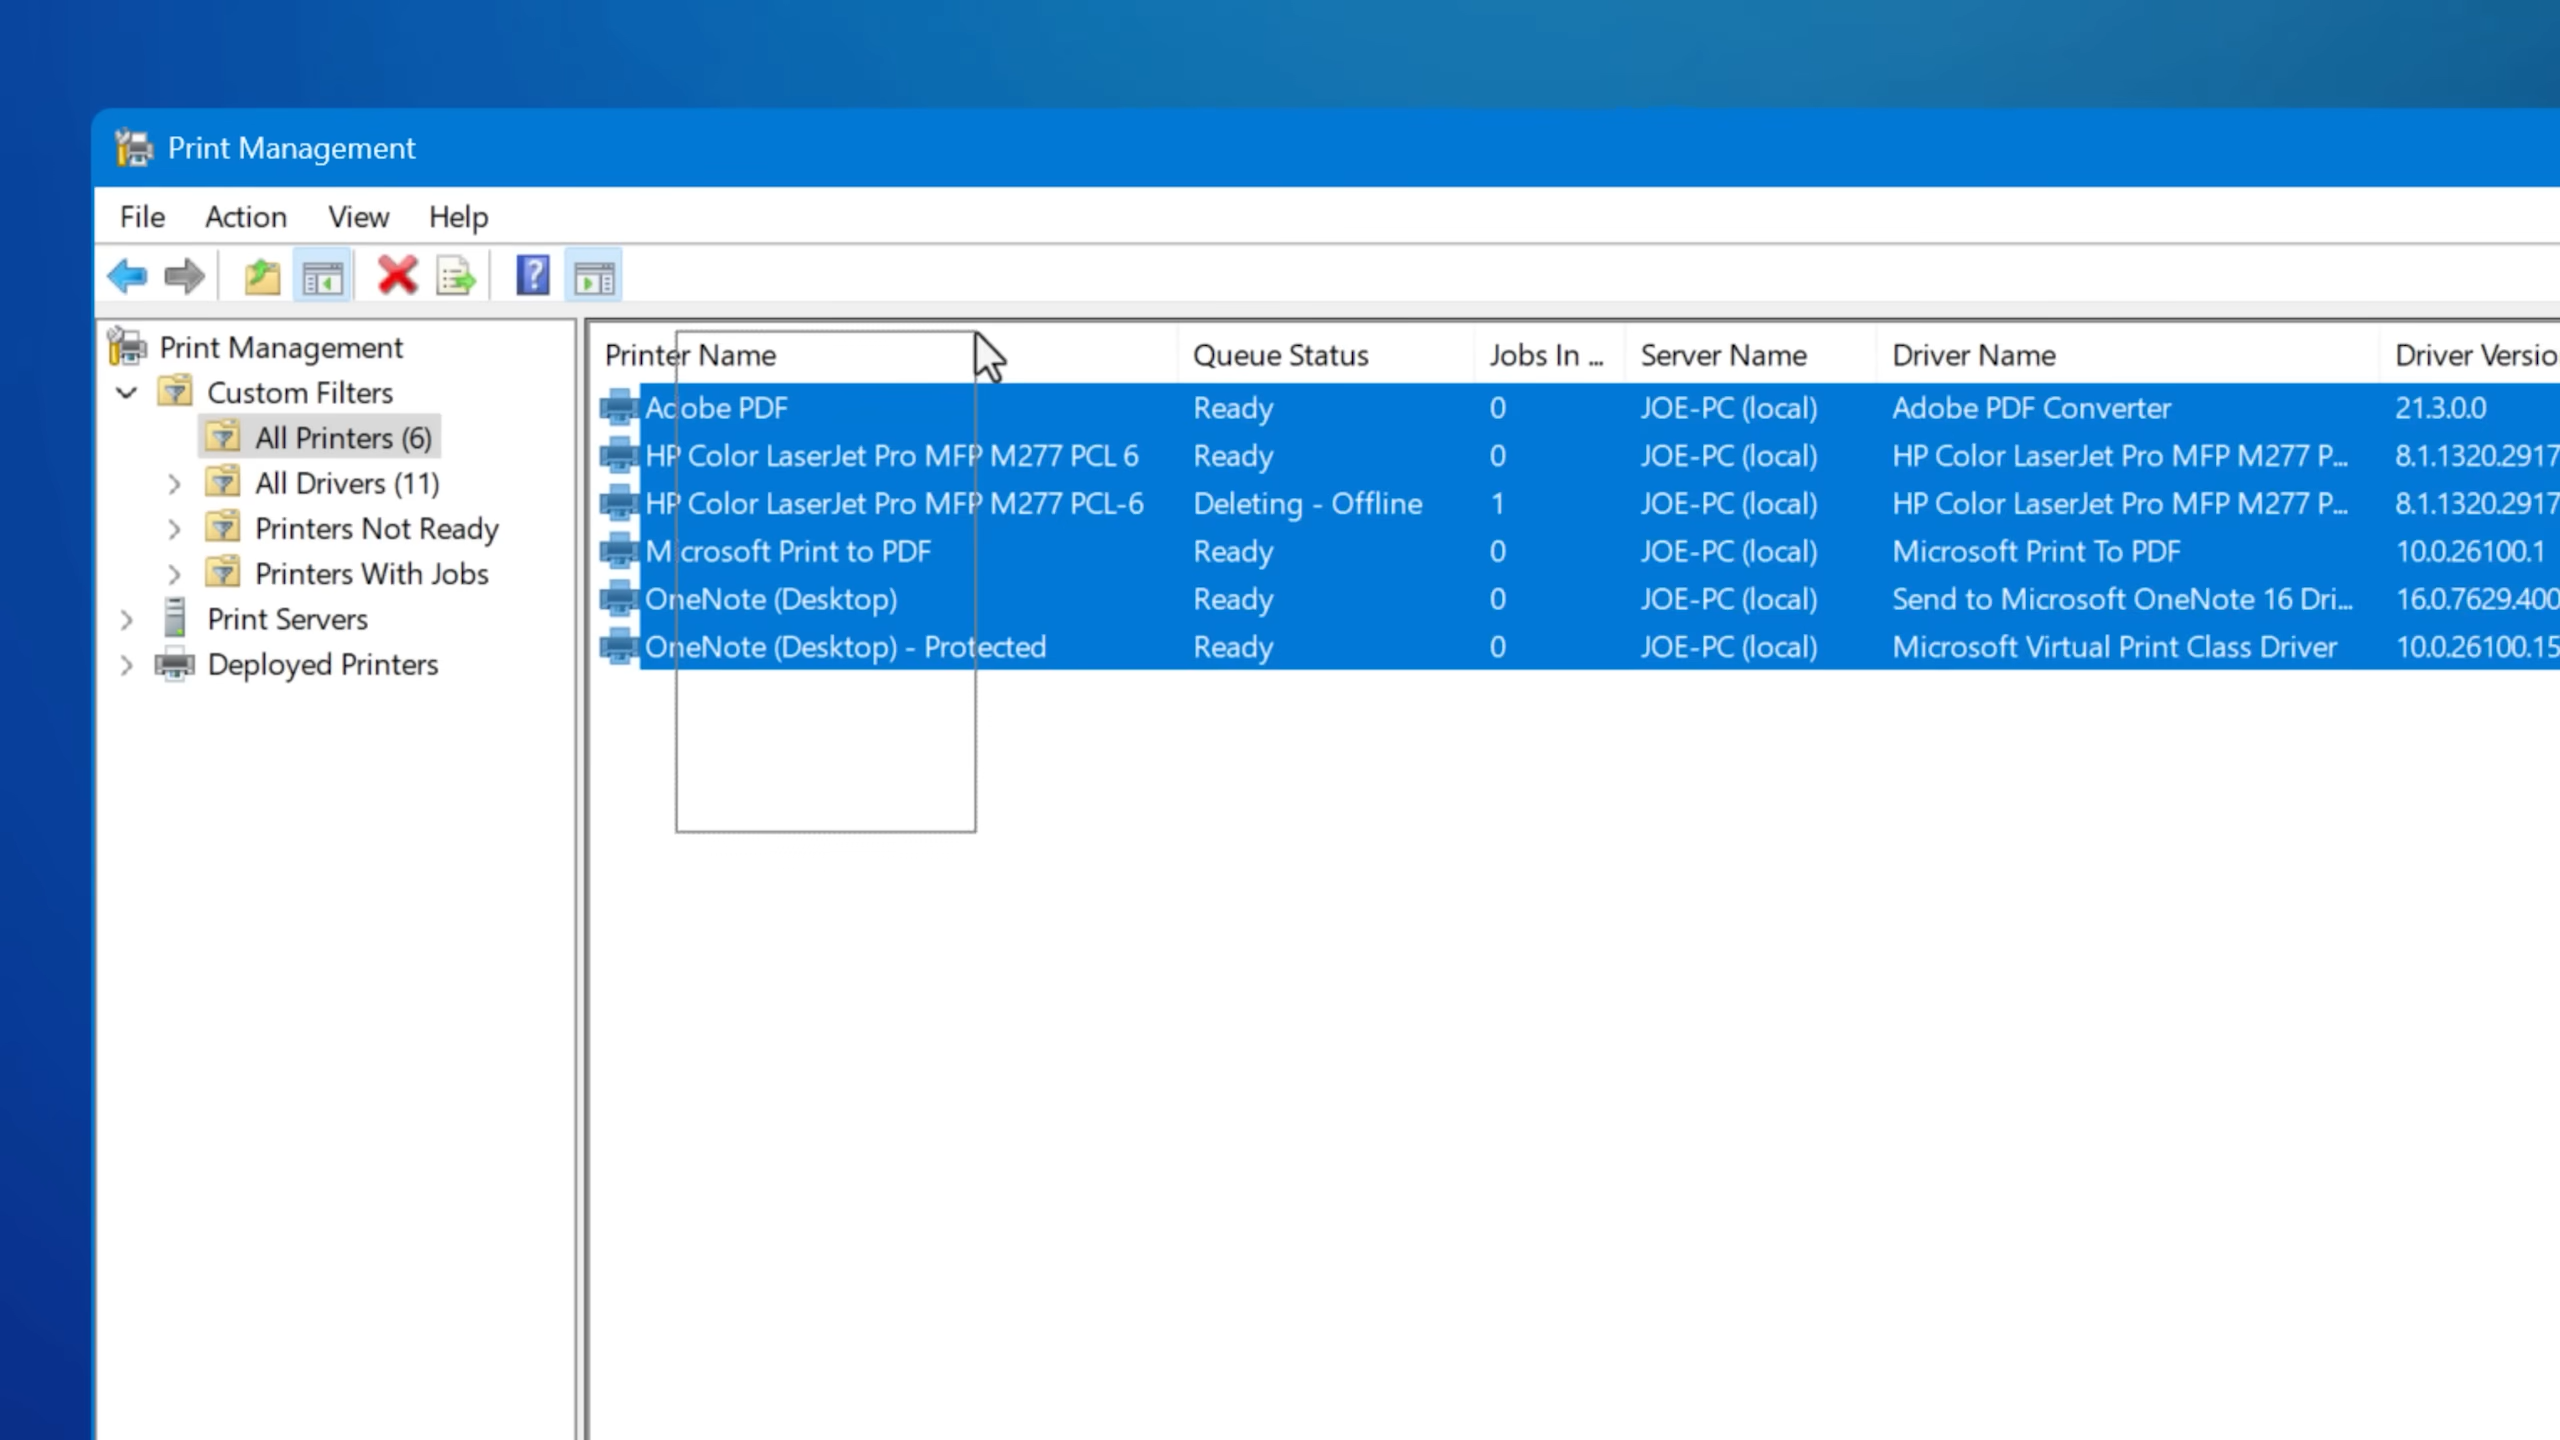 Print Management
File Action View Help
Print Management
Custom Filters
All Printers (6)
All Drivers (11)
Printers Not Ready
Printers With Jobs
Print Servers
Deployed Printers
Printer Name Queue Status Jobs In ... Server Name Driver Name Driver Versio
Adobe PDF Ready 0 JOE-PC (local) Adobe PDF Converter 21.3.0.0
HP Color LaserJet Pro MFP M277 PCL 6 Ready 0 JOE-PC (local) HP Color LaserJet Pro MFP M277 P... 8.1.1320.2917
HP Color LaserJet Pro MFP M277 PCL-6 Deleting - Offline 1 JOE-PC (local) HP Color LaserJet Pro MFP M277 P... 8.1.1320.2917
Microsoft Print to PDF Ready 0 JOE-PC (local) Microsoft Print To PDF 10.0.26100.1
OneNote (Desktop) Ready 0 JOE-PC (local) Send to Microsoft OneNote 16 Dri... 16.0.7629.400
OneNote (Desktop) - Protected Ready 0 JOE-PC (local) Microsoft Virtual Print Class Driver 10.0.26100.15